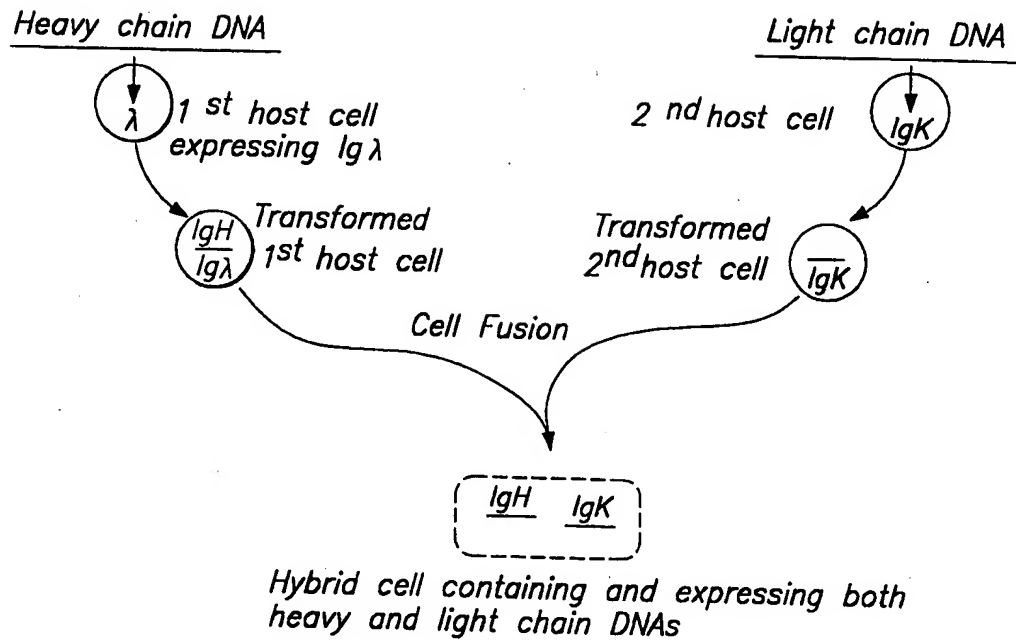 Heavy chain DNA
Light chain DNA
λ
1 st host cell
expressing Ig λ
2 nd host cell
IgK
IgH
Igλ
Transformed
1st host cell
Transformed
2nd host cell
IgK
Cell Fusion
IgH IgK
Hybrid cell containing and expressing both
heavy and light chain DNAs